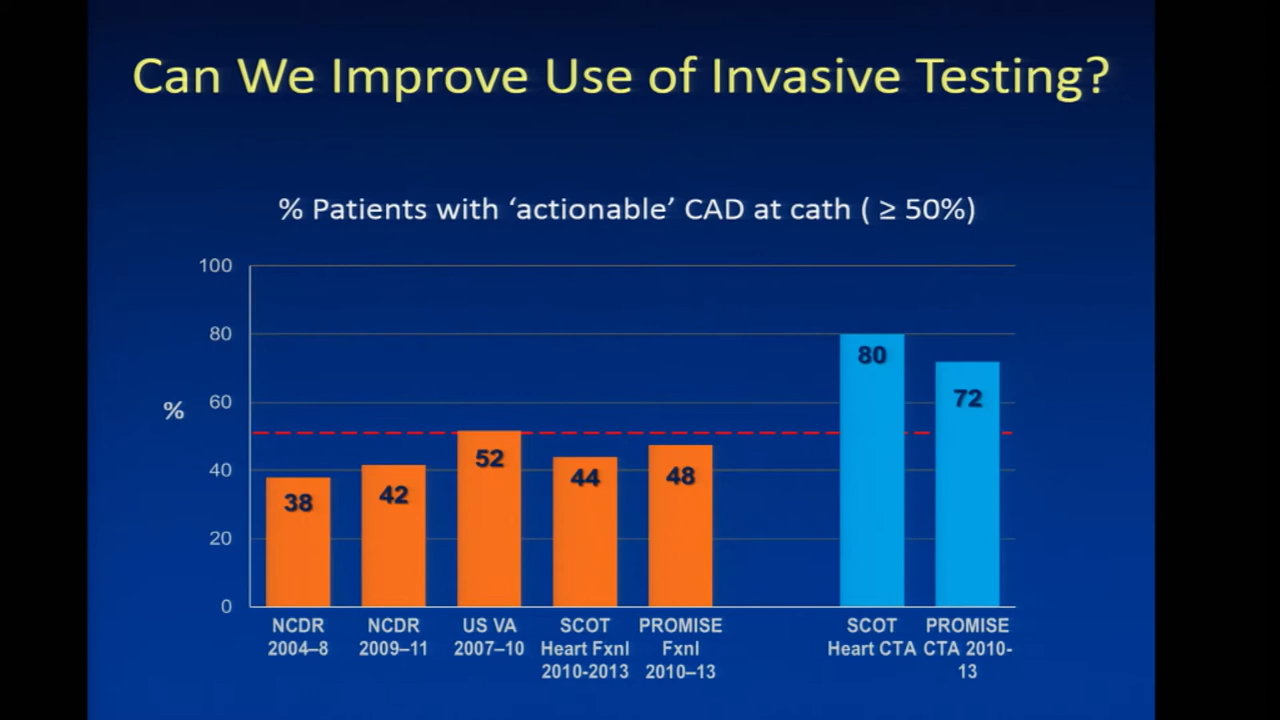 Can We Improve Use of Invasive Testing?
% Patients with ‘actionable’ CAD at cath ( ≥ 50%)
100
80
60
40
20
0
%
38
42
52
44
48
80
72
NCDR
2004–8
NCDR
2009–11
US VA
2007–10
SCOT
Heart Fxnl
2010-2013
PROMISE
Fxnl
2010–13
SCOT
Heart CTA
PROMISE
CTA 2010-
13